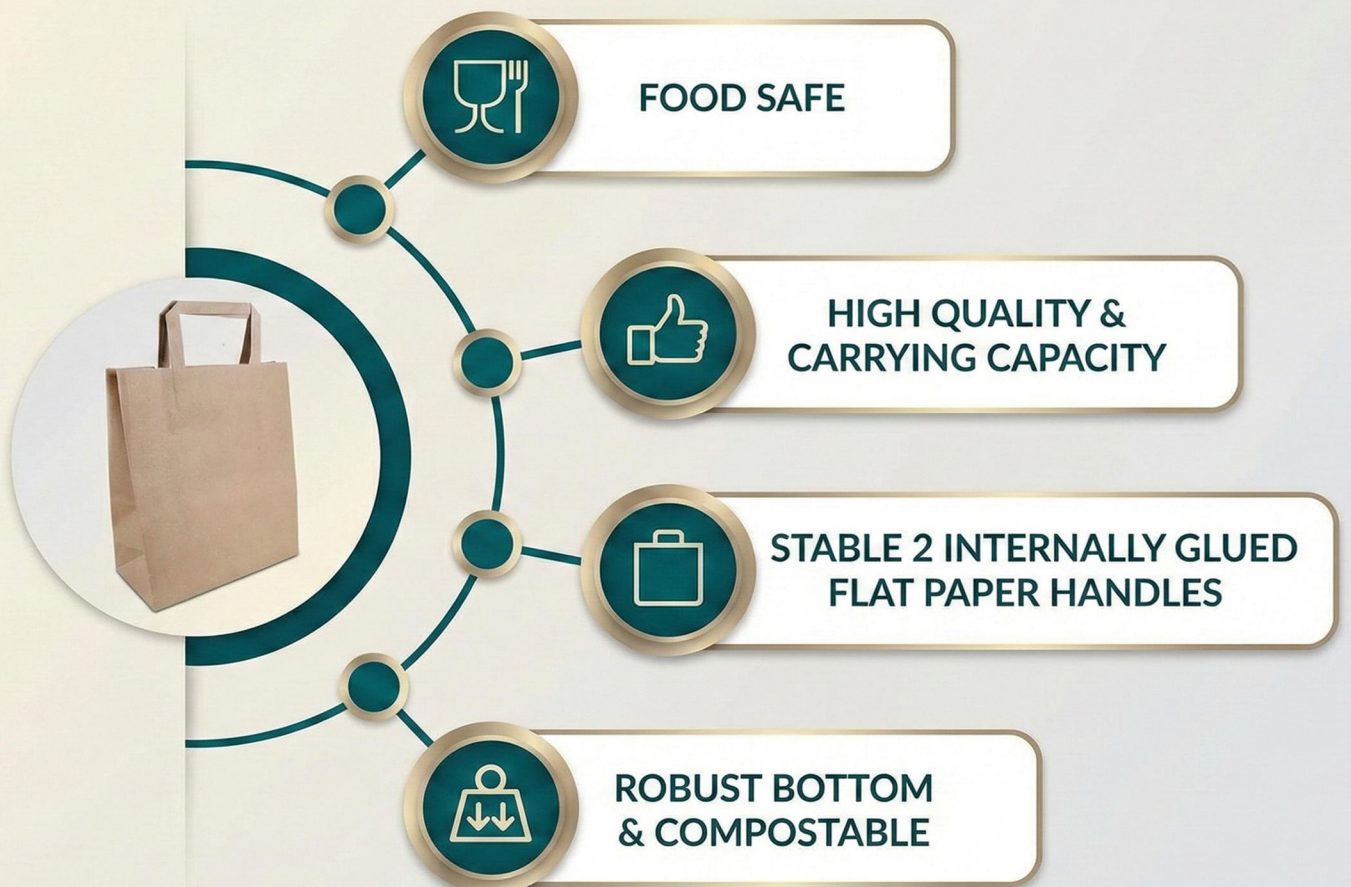 FOOD SAFE
HIGH QUALITY &
CARRYING CAPACITY
STABLE 2 INTERNALLY GLUED
FLAT PAPER HANDLES
ROBUST BOTTOM
& COMPOSTABLE